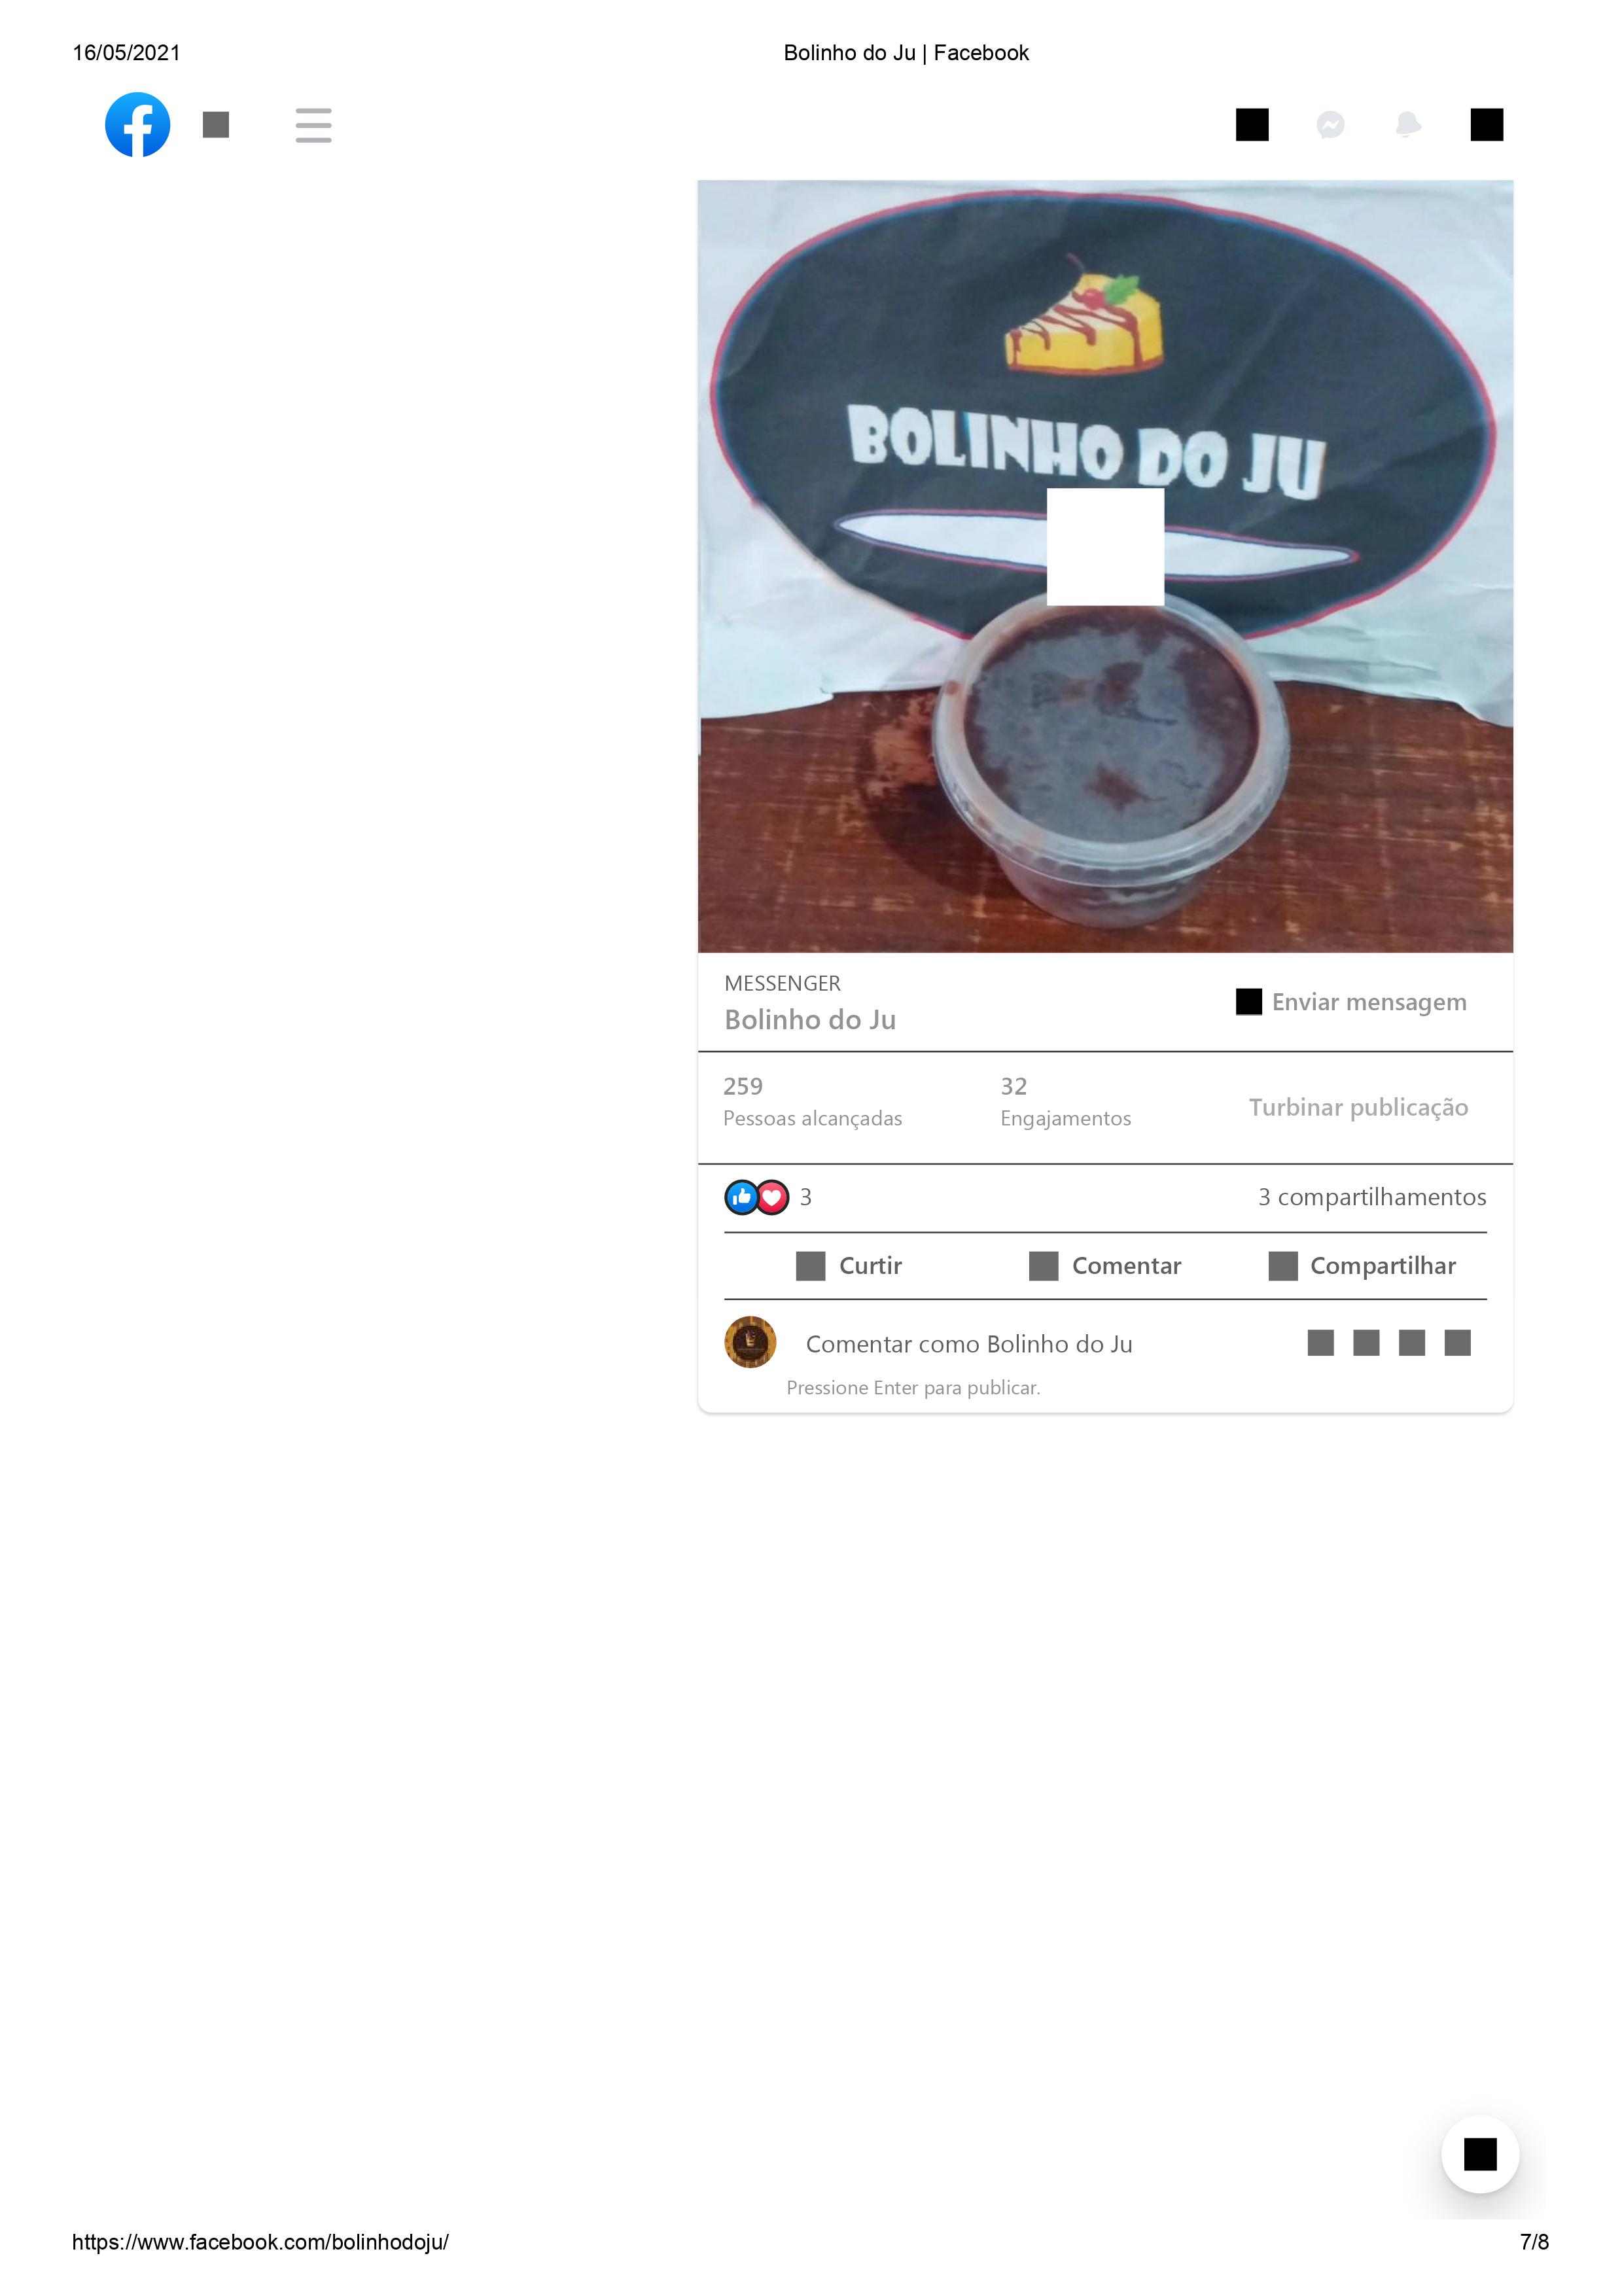 16/05/2021
Bolinho do Ju | Facebook
BOLINHO DO JU
MESSENGER
Bolinho do Ju
Enviar mensagem
259
Pessoas alcançadas
32
Engajamentos
Turbinar publicação
3
3 compartilhamentos
Curtir
Comentar
Compartilhar
Comentar como Bolinho do Ju
Pressione Enter para publicar.
https://www.facebook.com/bolinhodoju/
7/8